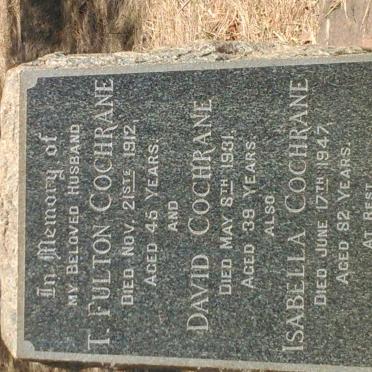 In Memory of
MY BELOVED HUSBAND
T. FULTON COCHRANE
DIED NOV. 21STE 1912
AGED 45 YEARS.
AND
DAVID COCHRANE
DIED MAY 8TH 1931.
AGED 39 YEARS.
ALSO
ISABELLA COCHRANE
DIED JUNE 17TH 1947
AGED 82 YEARS.
AT REST